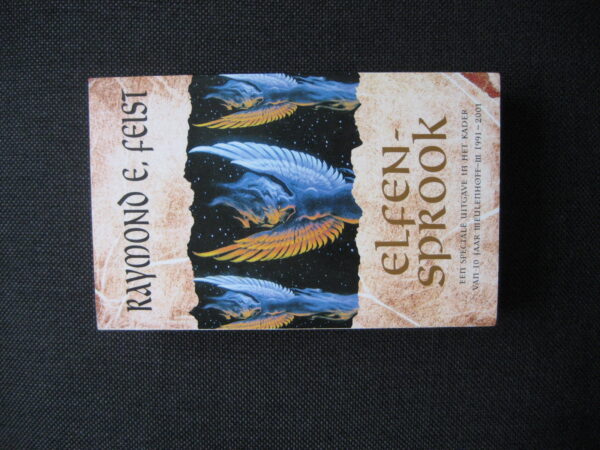 RAYMOND E. FEIST
ELFEN-
SPROOK
EEN SPECIALE UITGAVE IN HET KADER
VAN 10 JAAR MEULENHOFF-M 1991-2001